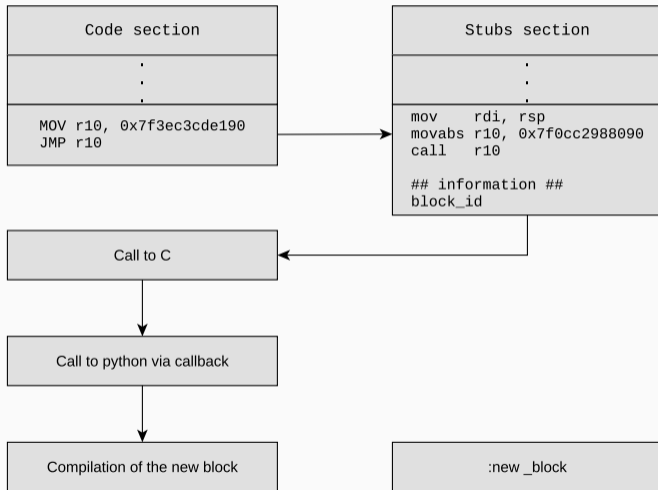 Code section
.
.
.
MOV r10, 0x7f3ec3cde190
JMP r10
Stubs section
.
.
.
mov    rdi, rsp
movabs r10, 0x7f0cc2988090
call   r10
## information ##
block_id
Call to C
Call to python via callback
Compilation of the new block
:new _block